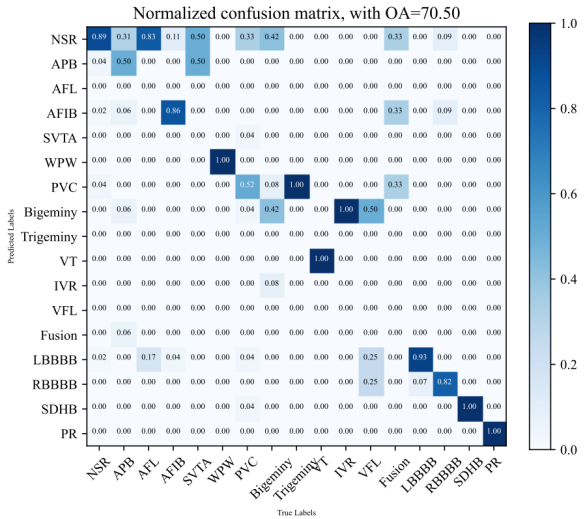 Normalized confusion matrix, with OA=70.50
NSR 0.89 0.31 0.83 0.11 0.50 0.00 0.33 0.42 0.00 0.00 0.00 0.00 0.33 0.00 0.09 0.00 0.00
APB 0.04 0.50 0.00 0.00 0.50 0.00 0.00 0.00 0.00 0.00 0.00 0.00 0.00 0.00 0.00 0.00 0.00
AFL 0.00 0.00 0.00 0.00 0.00 0.00 0.00 0.00 0.00 0.00 0.00 0.00 0.00 0.00 0.00 0.00 0.00
AFIB 0.02 0.06 0.00 0.86 0.00 0.00 0.00 0.00 0.00 0.00 0.00 0.00 0.33 0.00 0.09 0.00 0.00
SVTA 0.00 0.00 0.00 0.00 0.00 0.00 0.04 0.00 0.00 0.00 0.00 0.00 0.00 0.00 0.00 0.00 0.00
WPW 0.00 0.00 0.00 0.00 0.00 1.00 0.00 0.00 0.00 0.00 0.00 0.00 0.00 0.00 0.00 0.00 0.00
PVC 0.04 0.00 0.00 0.00 0.00 0.00 0.52 0.08 1.00 0.00 0.00 0.00 0.33 0.00 0.00 0.00 0.00
Bigeminy 0.00 0.06 0.00 0.00 0.00 0.00 0.04 0.42 0.00 0.00 1.00 0.50 0.00 0.00 0.00 0.00 0.00
Trigeminy 0.00 0.00 0.00 0.00 0.00 0.00 0.00 0.00 0.00 0.00 0.00 0.00 0.00 0.00 0.00 0.00 0.00
VT 0.00 0.00 0.00 0.00 0.00 0.00 0.00 0.00 0.00 1.00 0.00 0.00 0.00 0.00 0.00 0.00 0.00
IVR 0.00 0.00 0.00 0.00 0.00 0.00 0.00 0.08 0.00 0.00 0.00 0.00 0.00 0.00 0.00 0.00 0.00
VFL 0.00 0.00 0.00 0.00 0.00 0.00 0.00 0.00 0.00 0.00 0.00 0.00 0.00 0.00 0.00 0.00 0.00
Fusion 0.00 0.06 0.00 0.00 0.00 0.00 0.00 0.00 0.00 0.00 0.00 0.00 0.00 0.00 0.00 0.00 0.00
LBBBB 0.02 0.00 0.17 0.04 0.00 0.00 0.04 0.00 0.00 0.00 0.00 0.25 0.00 0.93 0.00 0.00 0.00
RBBBB 0.00 0.00 0.00 0.00 0.00 0.00 0.00 0.00 0.00 0.00 0.00 0.25 0.00 0.07 0.82 0.00 0.00
SDHB 0.00 0.00 0.00 0.00 0.00 0.00 0.04 0.00 0.00 0.00 0.00 0.00 0.00 0.00 0.00 1.00 0.00
PR 0.00 0.00 0.00 0.00 0.00 0.00 0.00 0.00 0.00 0.00 0.00 0.00 0.00 0.00 0.00 0.00 1.00
NSR APB AFL AFIB SVTA WPW PVC Bigeminy Trigeminy VT IVR VFL Fusion LBBBB RBBBB SDHB PR
True Labels
Predicted Labels
1.0
0.8
0.6
0.4
0.2
0.0